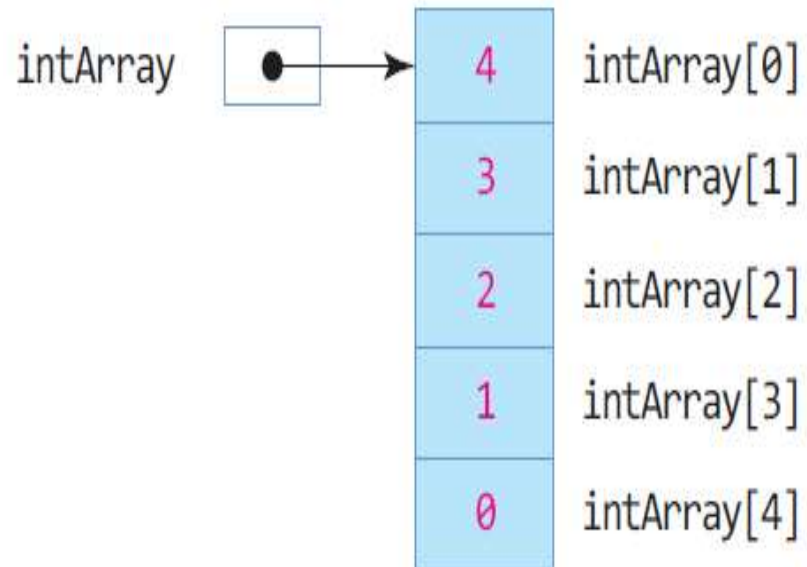 intArray 4 intArray[0]
3 intArray[1]
2 intArray[2]
1 intArray[3]
0 intArray[4]